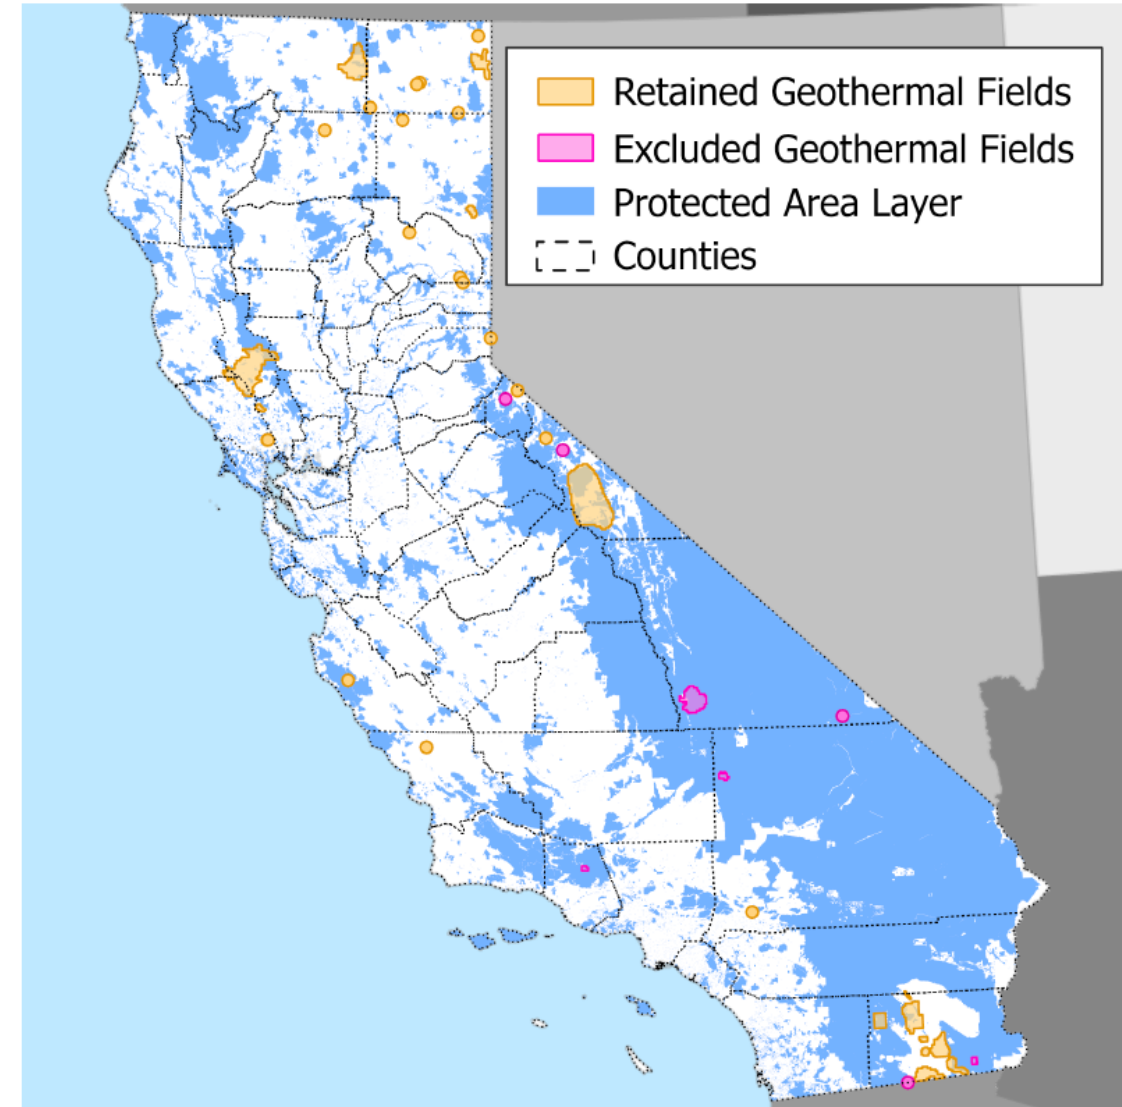 Retained Geothermal Fields
Excluded Geothermal Fields
Protected Area Layer
Counties